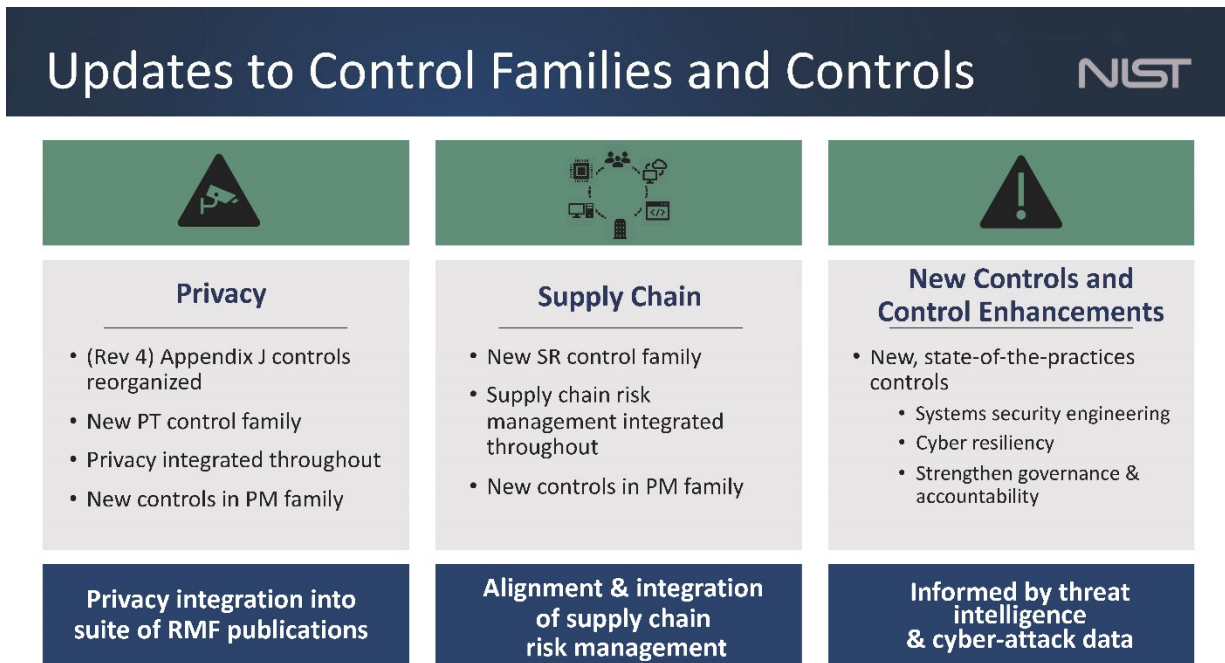 Updates to Control Families and Controls
NIST
Privacy
• (Rev 4) Appendix J controls
reorganized
• New PT control family
• Privacy integrated throughout
• New controls in PM family
Privacy integration into
suite of RMF publications
Supply Chain
• New SR control family
• Supply chain risk
management integrated
throughout
• New controls in PM family
Alignment & integration
of supply chain
risk management
New Controls and
Control Enhancements
• New, state-of-the-practices
controls
• Systems security engineering
• Cyber resiliency
• Strengthen governance &
accountability
Informed by threat
intelligence
& cyber-attack data